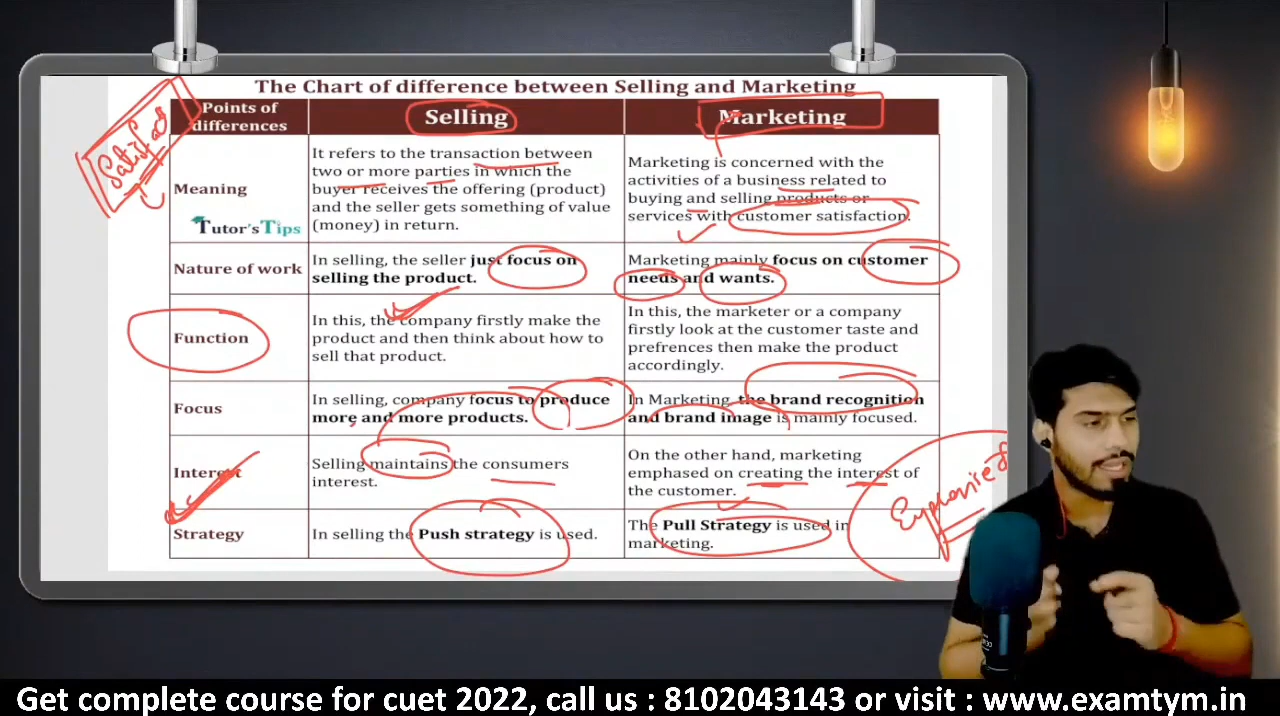 The Chart of difference between Selling and Marketing
Points of
differences
Selling
Marketing
Meaning
Tutor'sTips
It refers to the transaction between
two or more parties in which the
buyer receives the offering (product)
and the seller gets something of value
(money) in return.
Marketing is concerned with the
activities of a business related to
buying and selling products or
services with customer satisfaction.
Nature of work
In selling, the seller just focus on
selling the product.
Marketing mainly focus on customer
needs and wants.
Function
In this, the company firstly make the
product and then think about how to
sell that product.
In this, the marketer or a company
firstly look at the customer taste and
prefrences then make the product
accordingly.
Focus
In selling, company focus to produce
more and more products.
In Marketing, the brand recognition
and brand image is mainly focused.
Interest
Selling maintains the consumers
interest.
On the other hand, marketing
emphased on creating the interest of
the customer.
Strategy
In selling the Push strategy is used.
The Pull Strategy is used in
marketing.
Get complete course for cuet 2022, call us : 8102043143 or visit : www.examtym.in